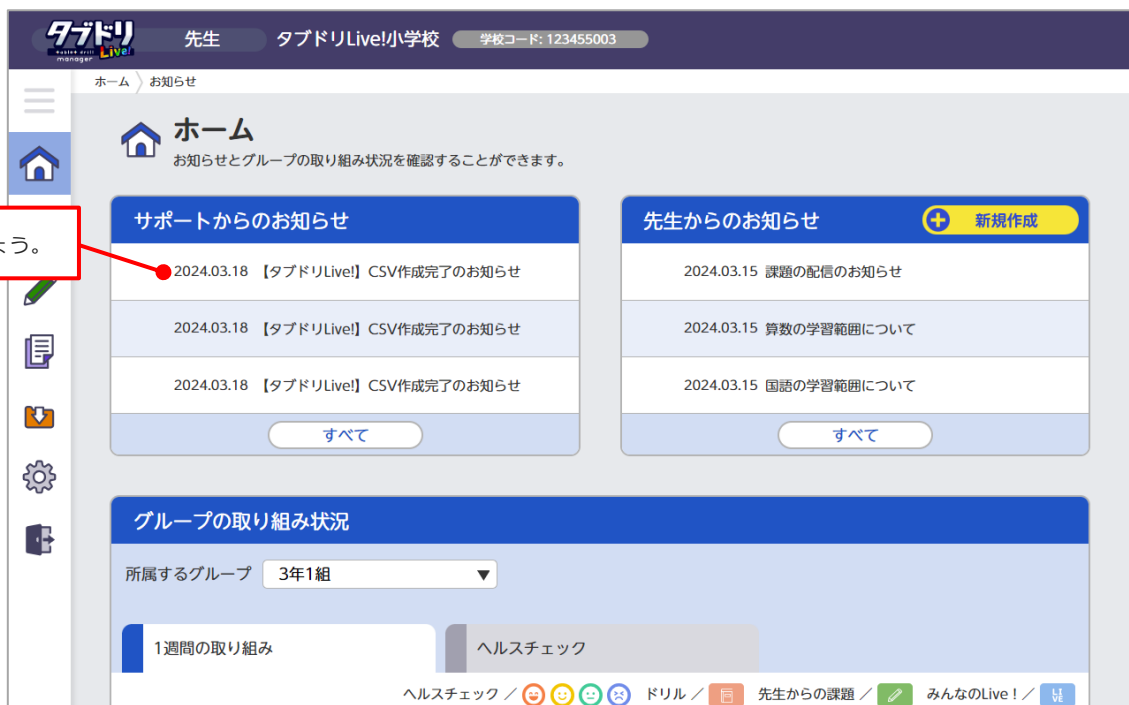 タブドリ
Live!
manager
先生
タブドリLive!小学校
学校コード: 123455003
ホーム 〉 お知らせ
ホーム
お知らせとグループの取り組み状況を確認することができます。
サポートからのお知らせ
ょう。
2024.03.18 【タブドリLive!】CSV作成完了のお知らせ
2024.03.18 【タブドリLive!】CSV作成完了のお知らせ
2024.03.18 【タブドリLive!】CSV作成完了のお知らせ
すべて
先生からのお知らせ
新規作成
2024.03.15 課題の配信のお知らせ
2024.03.15 算数の学習範囲について
2024.03.15 国語の学習範囲について
すべて
グループの取り組み状況
所属するグループ 3年1組 ▼
1週間の取り組み
ヘルスチェック
ヘルスチェック / ドリル / 先生からの課題 / みんなのLive! /